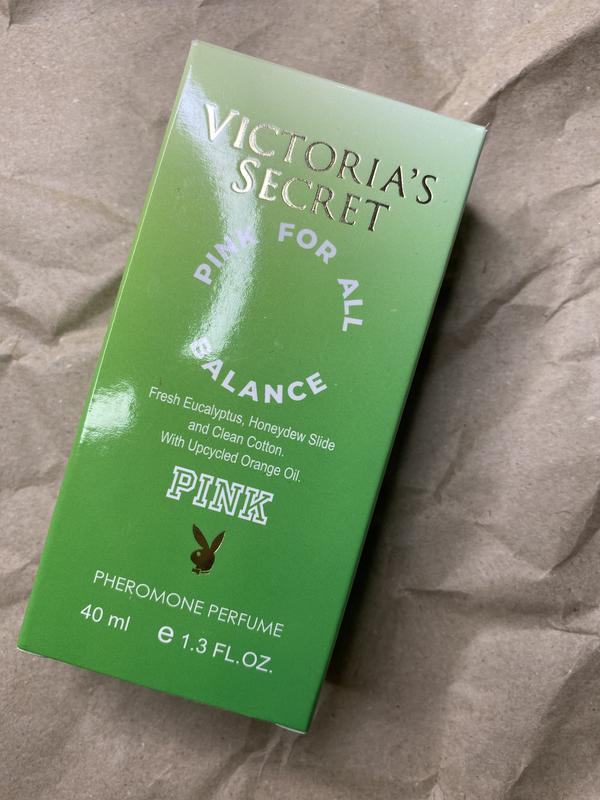 VICTORIA'S
SECRET
PINK FOR ALL
BALANCE
Fresh Eucalyptus, Honeydew Slide
and Clean Cotton.
With Upcycled Orange Oil.
PINK
PHEROMONE PERFUME
40 ml e 1.3 FL.OZ.